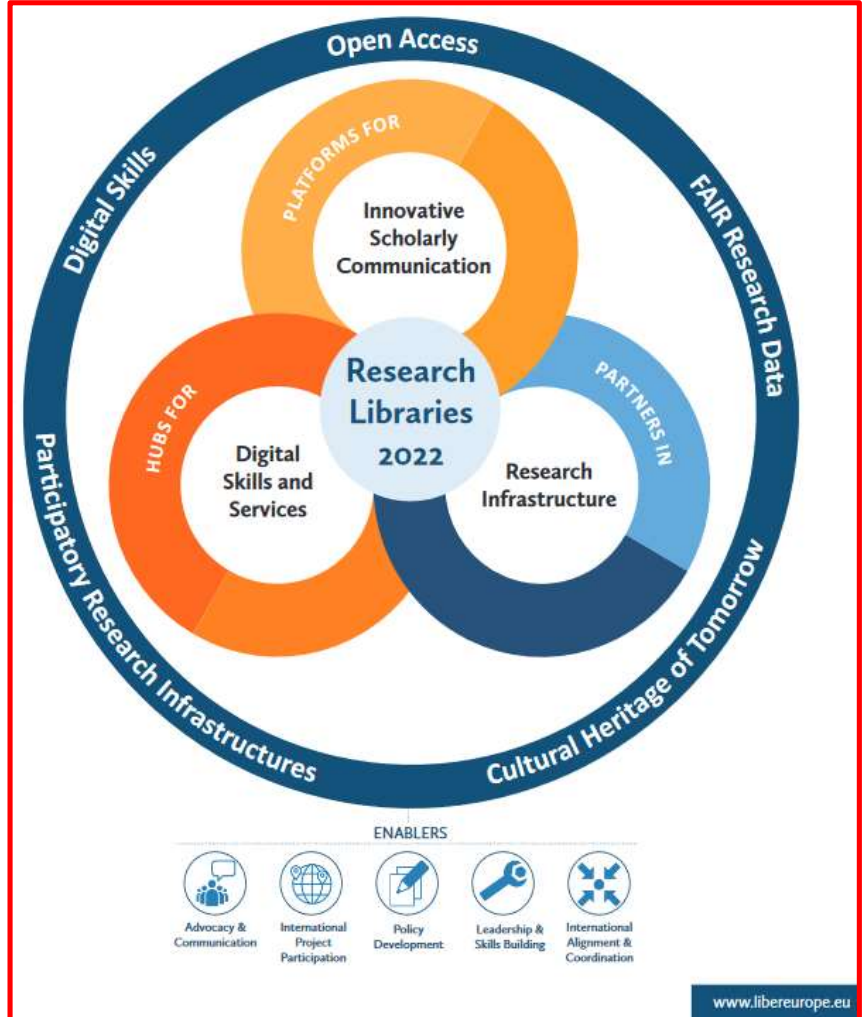 Open Access
Digital Skills
FAIR Research Data
PLATFORMS FOR
Innovative
Scholarly
Communication
Research
Libraries
2022
HUBS FOR
Digital
Skills and
Services
PARTNERS IN
Research
Infrastructure
Participatory Research Infrastructures
Cultural Heritage of Tomorrow
ENABLERS
Advocacy &
Communication
International
Project
Participation
Policy
Development
Leadership &
Skills Building
International
Alignment &
Coordination
www.libereurope.eu